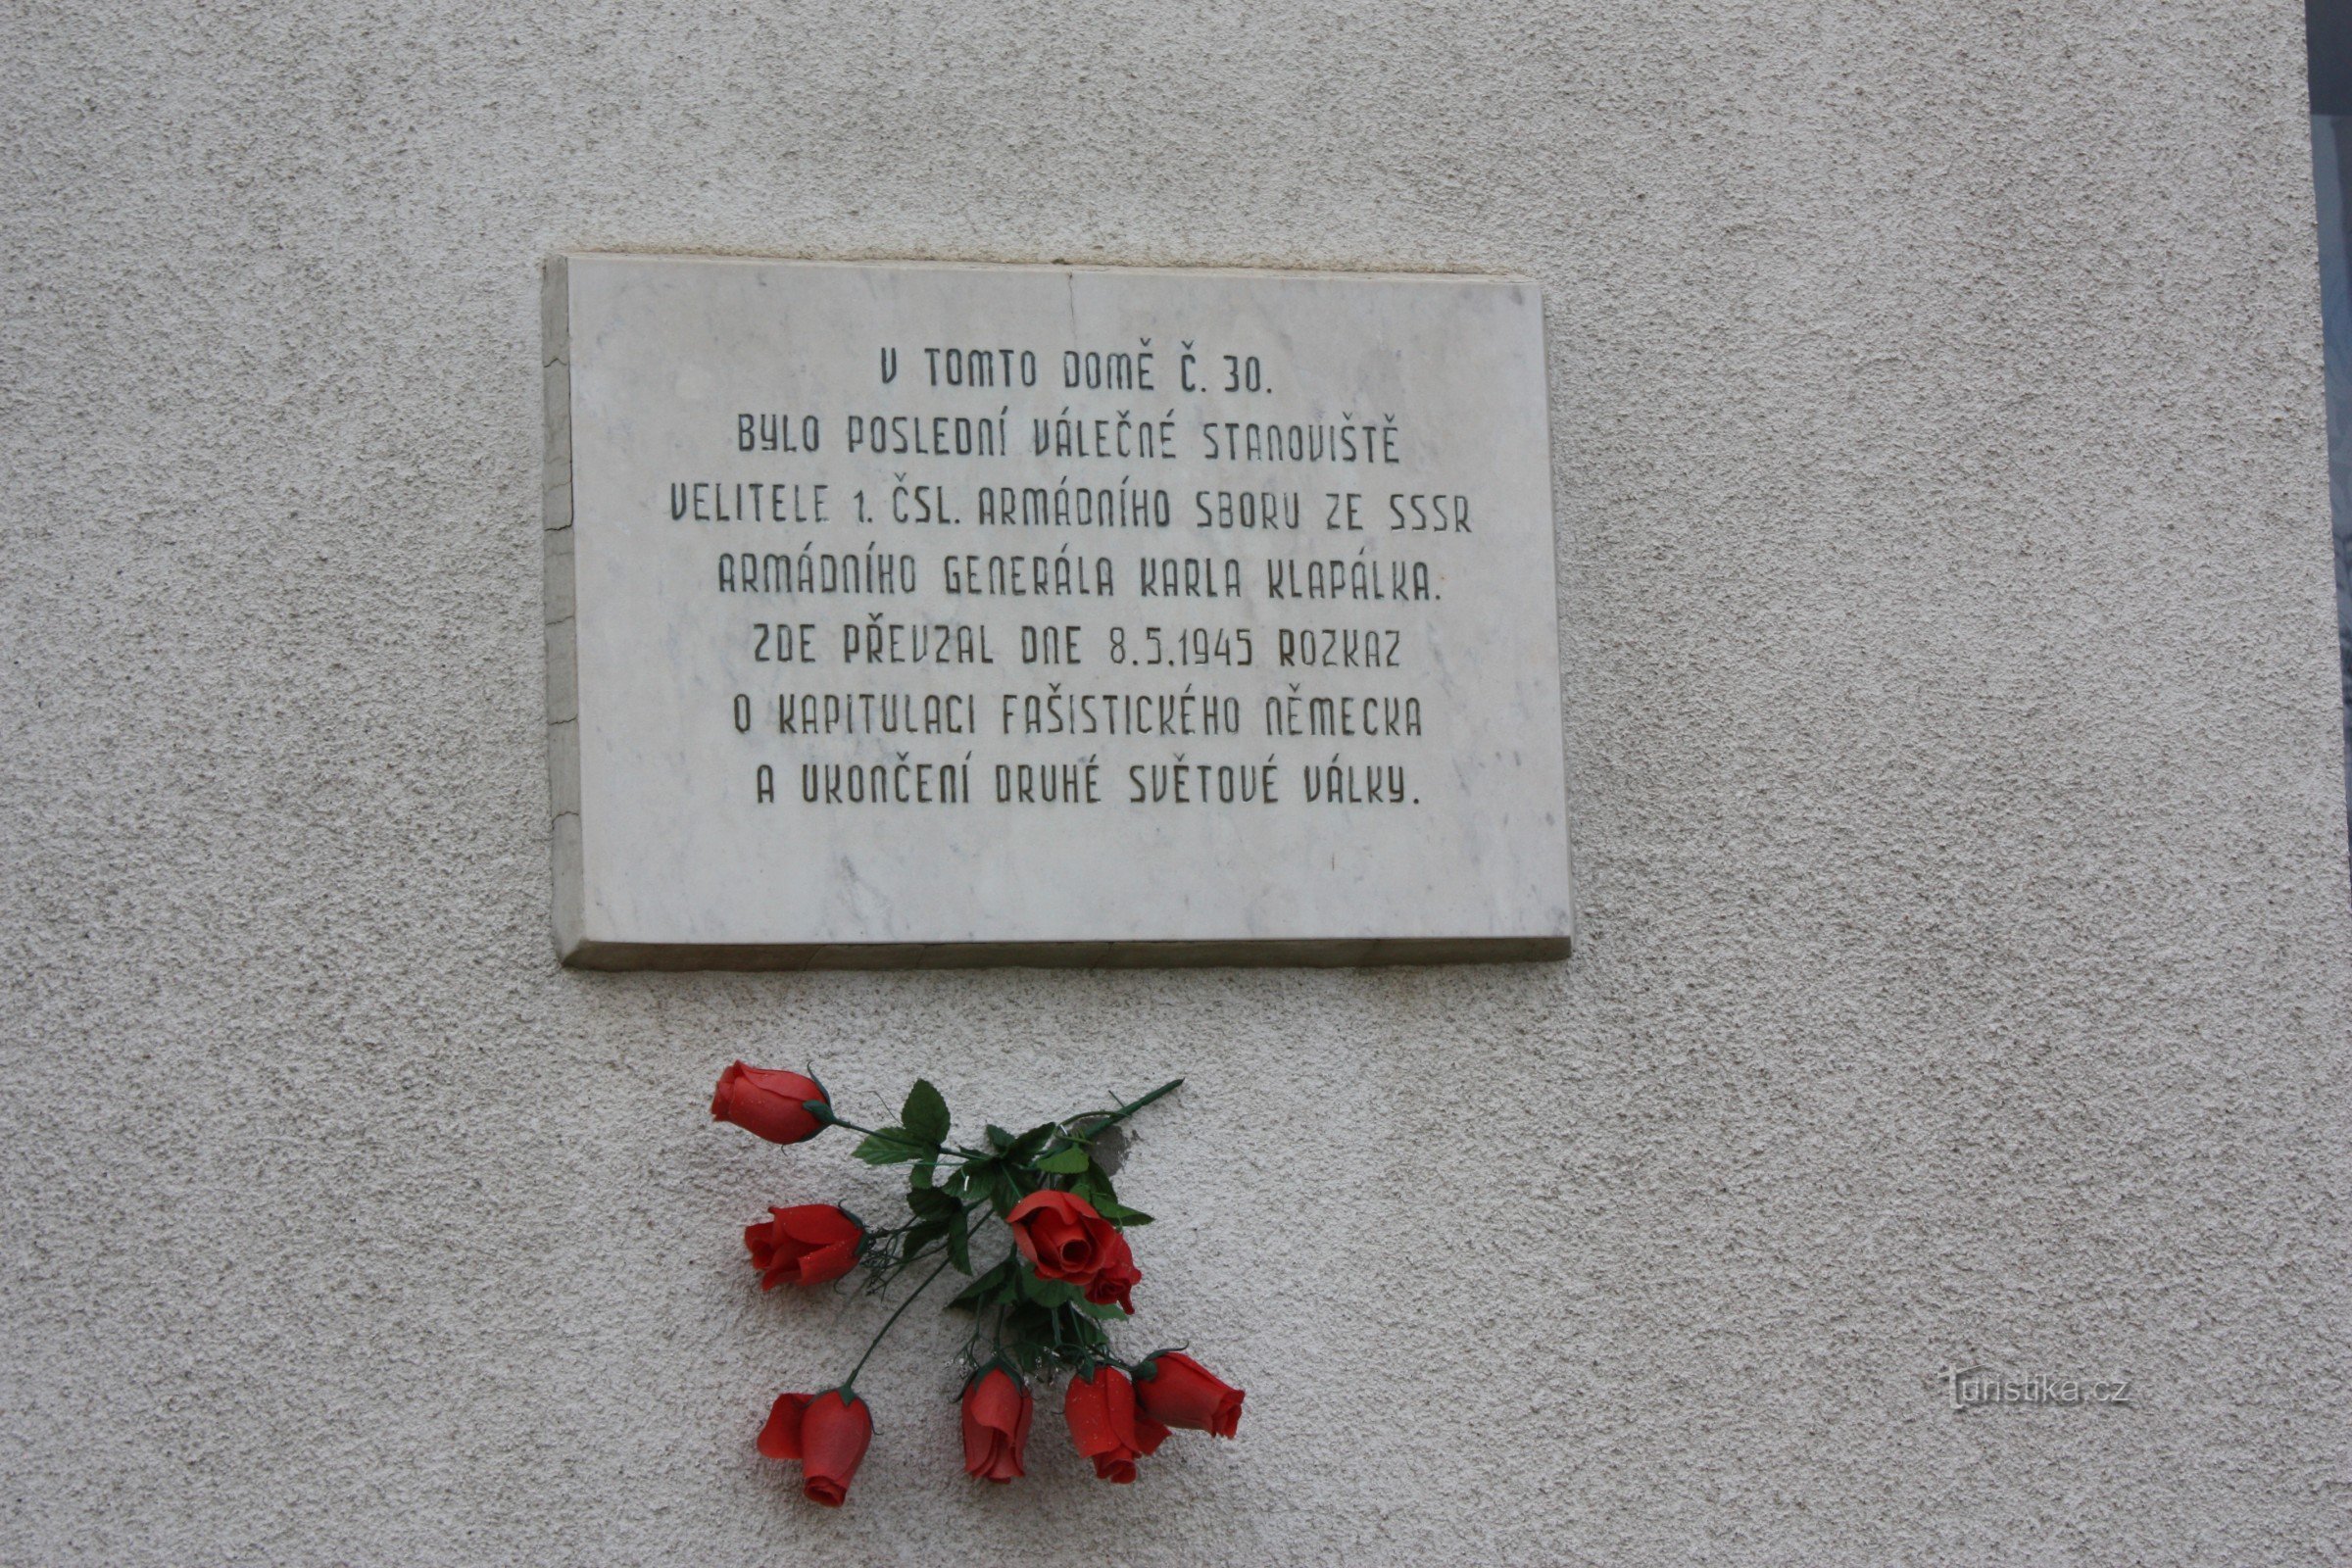 V TOMTO DOMĚ Č. 30.
BYLO POSLEDNÍ VÁLEČNÉ STANOVIŠTĚ
VELITELE 1. ČSL. ARMÁDNÍHO SBORU ZE SSSR
ARMÁDNÍHO GENERÁLA KARLA KLAPÁLKA.
ZDE PŘEVZAL DNE 8.5.1945 ROZKAZ
O KAPITULACI FAŠISTICKÉHO NĚMECKA
A UKONČENÍ DRUHÉ SVĚTOVÉ VÁLKY.
Turistika.cz